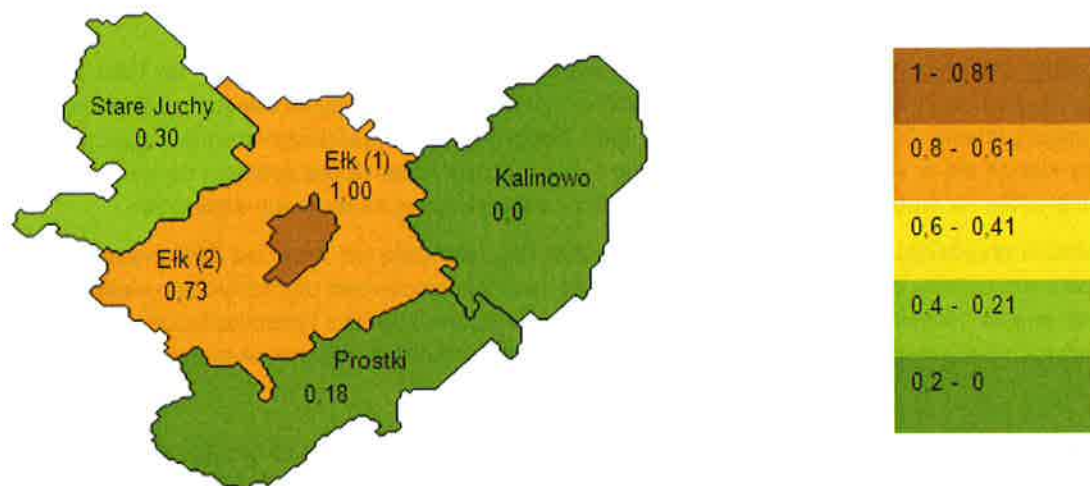 Stare Juchy
0.30
Ełk (1)
1,00
Kalinowo
0.0
Ełk (2)
0,73
Prostki
0,18
1 - 0,81
0,8 - 0,61
0,6 - 0,41
0.4 - 0,21
0.2 - 0